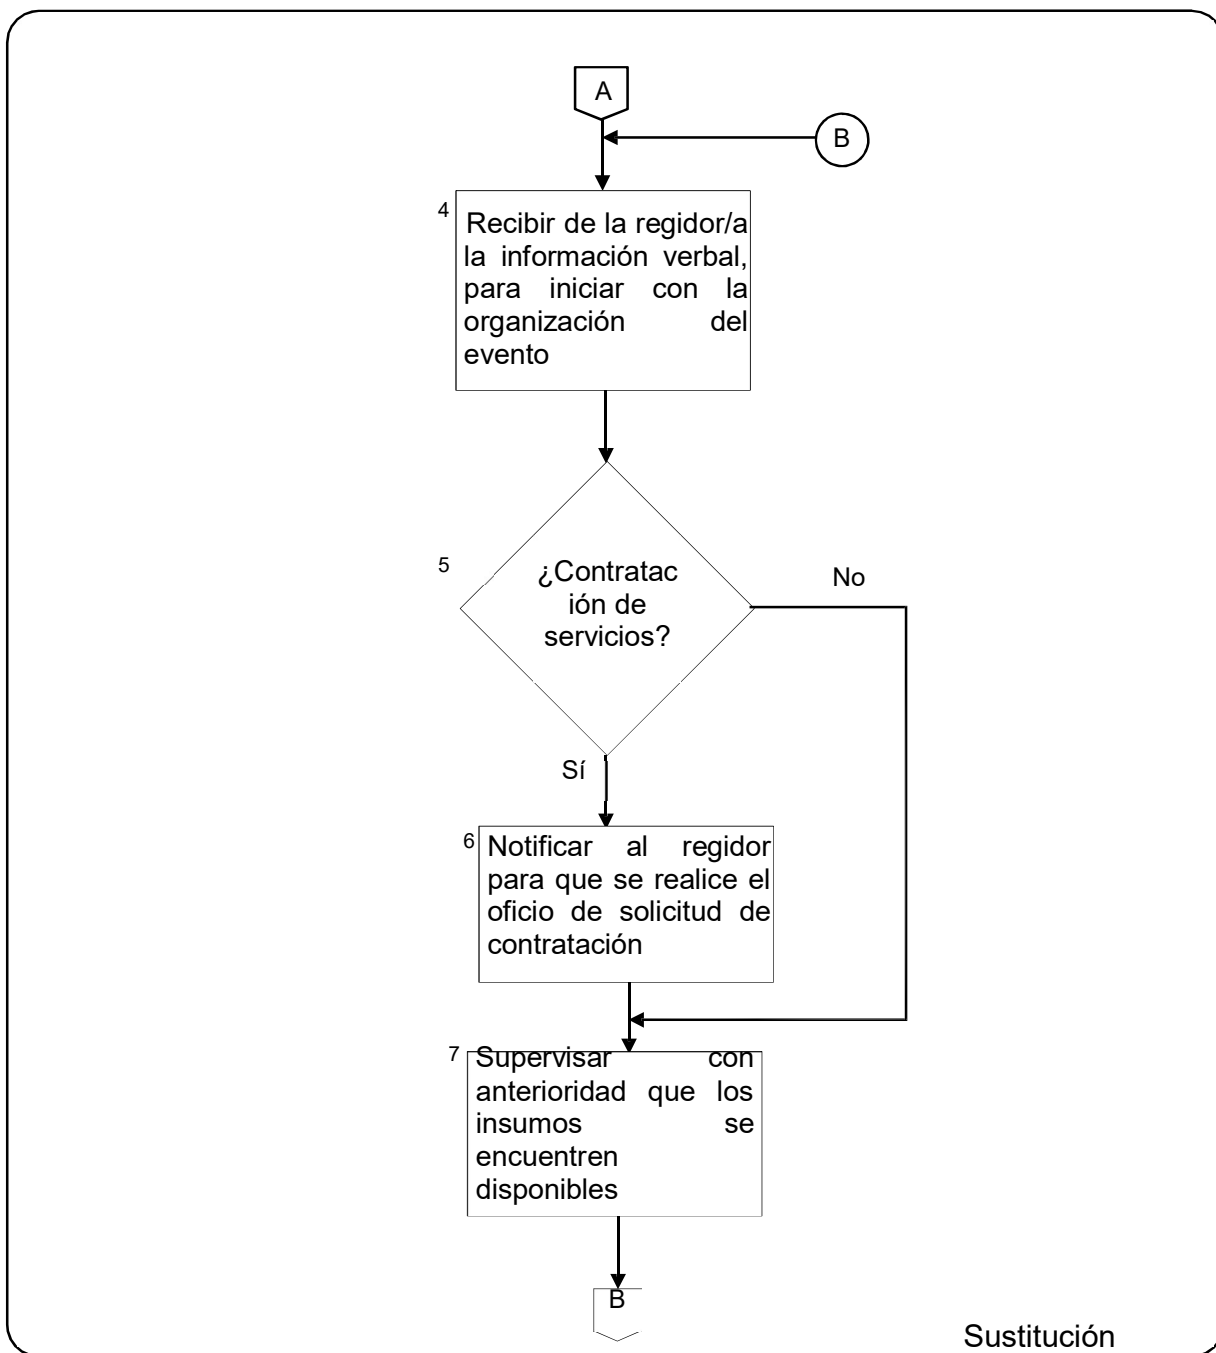 A
B
4
Recibir de la regidor/a
la información verbal,
para iniciar con la
organización del
evento
5
¿Contratac
ión de
servicios?
No
Sí
6
Notificar al regidor
para que se realice el
oficio de solicitud de
contratación
7
Supervisar con
anterioridad que los
insumos se
encuentren
disponibles
B
Sustitución